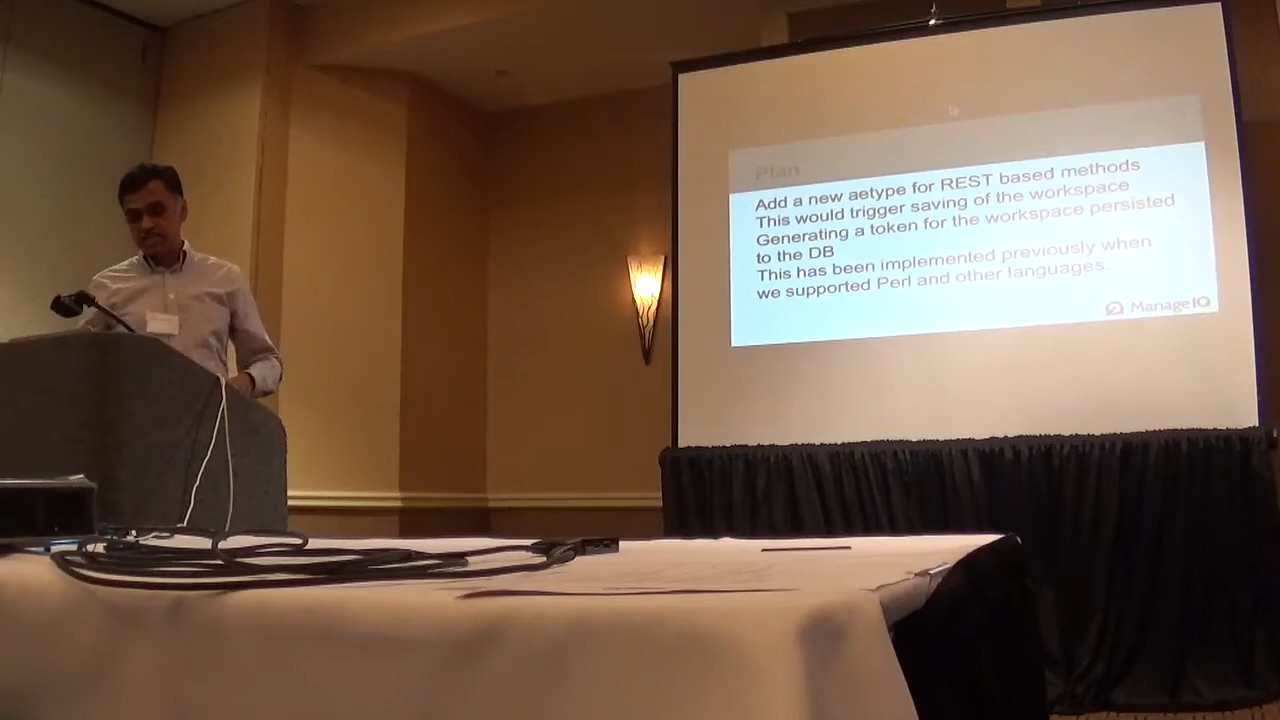 Plan
Add a new aetype for REST based methods
This would trigger saving of the workspace
Generating a token for the workspace persisted
to the DB
This has been implemented previously when
we supported Perl and other languages.
ManageIQ